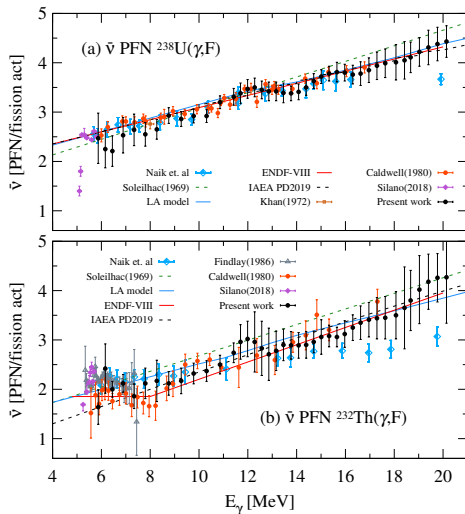 5
4
3
2
1
ν̄ [PFN/fission act]
(a) ν̄ PFN ²³⁸U(γ,F)
Naik et. al
Soleilhac(1969)
LA model
ENDF-VIII
IAEA PD2019
Khan(1972)
Caldwell(1980)
Silano(2018)
Present work
5
4
3
2
ν̄ [PFN/fission act]
Naik et. al
Soleilhac(1969)
LA model
ENDF-VIII
IAEA PD2019
Findlay(1986)
Caldwell(1980)
Silano(2018)
Present work
(b) ν̄ PFN ²³²Th(γ,F)
4 6 8 10 12 14 16 18 20
Eγ [MeV]